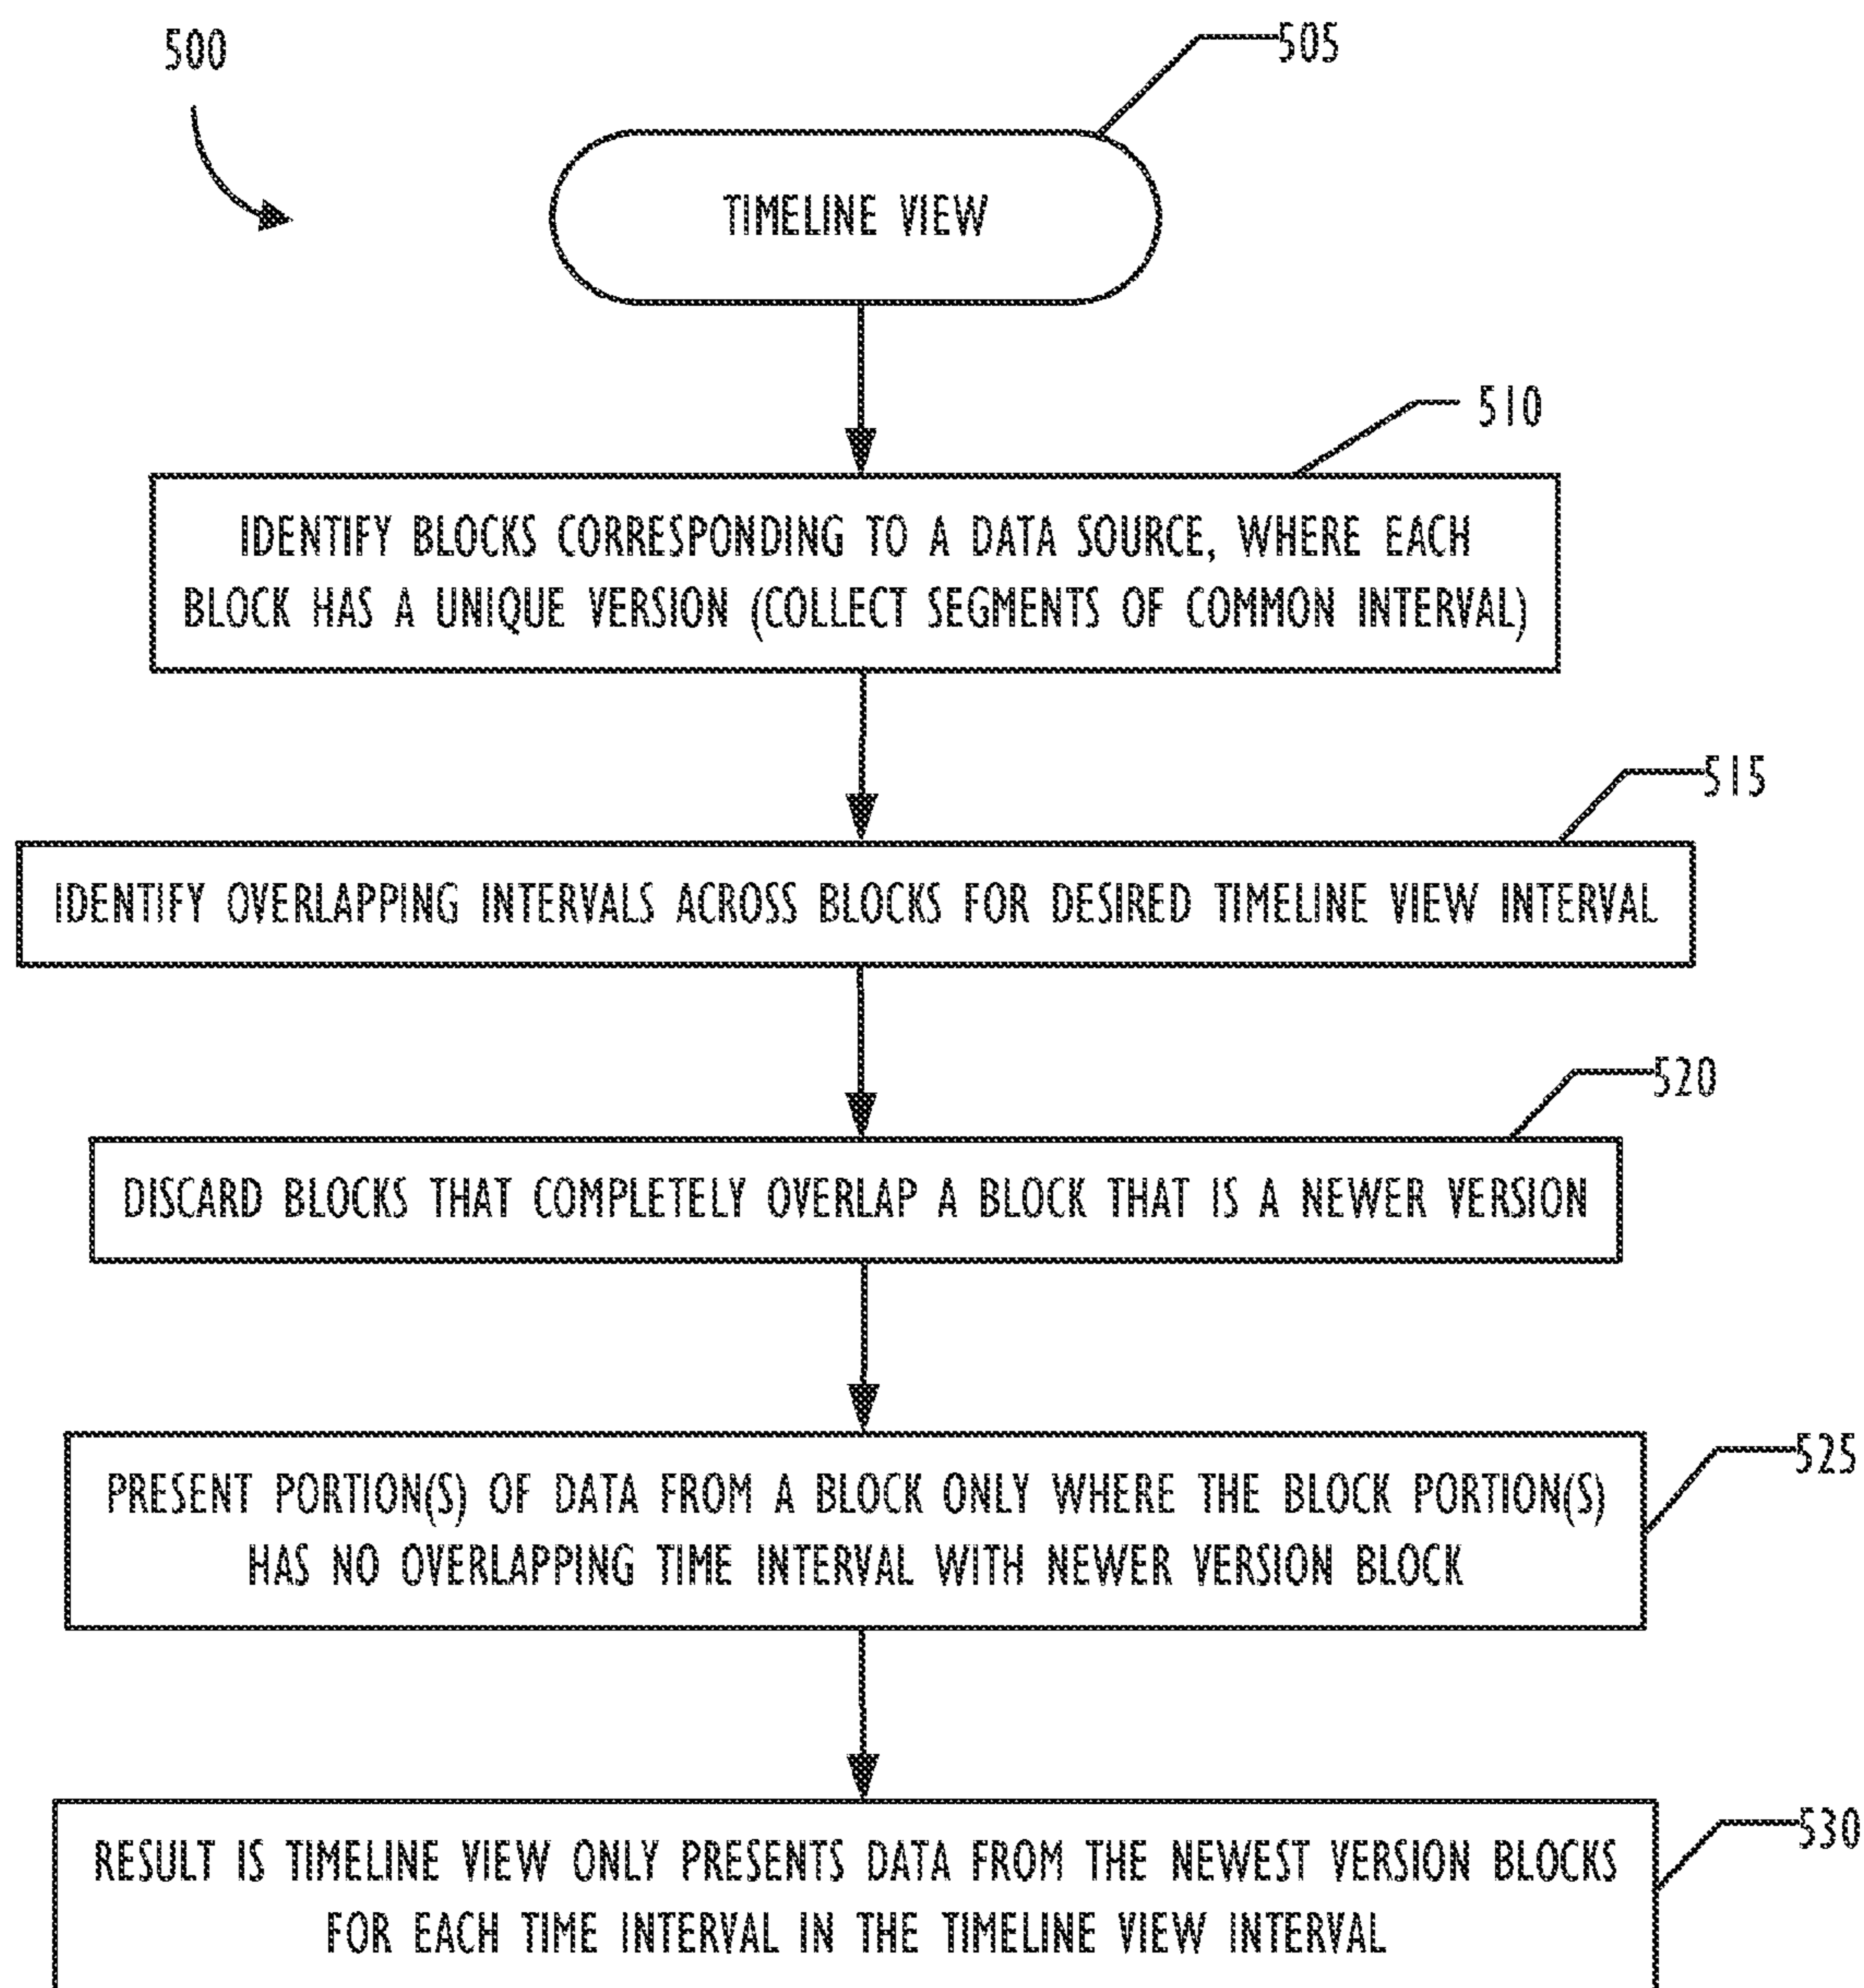 500
505
TIMELINE VIEW
510
IDENTIFY BLOCKS CORRESPONDING TO A DATA SOURCE, WHERE EACH
BLOCK HAS A UNIQUE VERSION (COLLECT SEGMENTS OF COMMON INTERVAL)
515
IDENTIFY OVERLAPPING INTERVALS ACROSS BLOCKS FOR DESIRED TIMELINE VIEW INTERVAL
520
DISCARD BLOCKS THAT COMPLETELY OVERLAP A BLOCK THAT IS A NEWER VERSION
525
PRESENT PORTION(S) OF DATA FROM A BLOCK ONLY WHERE THE BLOCK PORTION(S)
HAS NO OVERLAPPING TIME INTERVAL WITH NEWER VERSION BLOCK
530
RESULT IS TIMELINE VIEW ONLY PRESENTS DATA FROM THE NEWEST VERSION BLOCKS
FOR EACH TIME INTERVAL IN THE TIMELINE VIEW INTERVAL